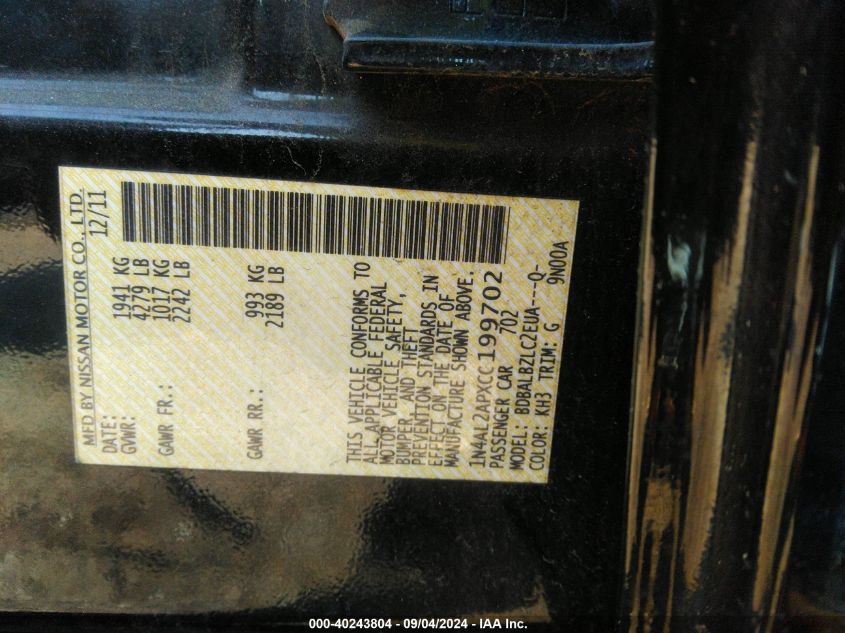 MFD BY NISSAN MOTOR CO., LTD.
DATE: 12/11
GVWR: 1941 KG
4279 LB
GAWR FR.: 1017 KG
2242 LB
GAWR RR.: 993 KG
2189 LB
THIS VEHICLE CONFORMS TO
ALL APPLICABLE FEDERAL
MOTOR VEHICLE SAFETY,
BUMPER, AND THEFT
PREVENTION STANDARDS IN
EFFECT ON THE DATE OF
MANUFACTURE SHOWN ABOVE.
1N4AL2APXCC199702
PASSENGER CAR 702
MODEL: BDBALBZLC2EUA----Q-
COLOR: KH3 TRIM: G 9N00A
000-40243804 - 09/04/2024 - IAA Inc.